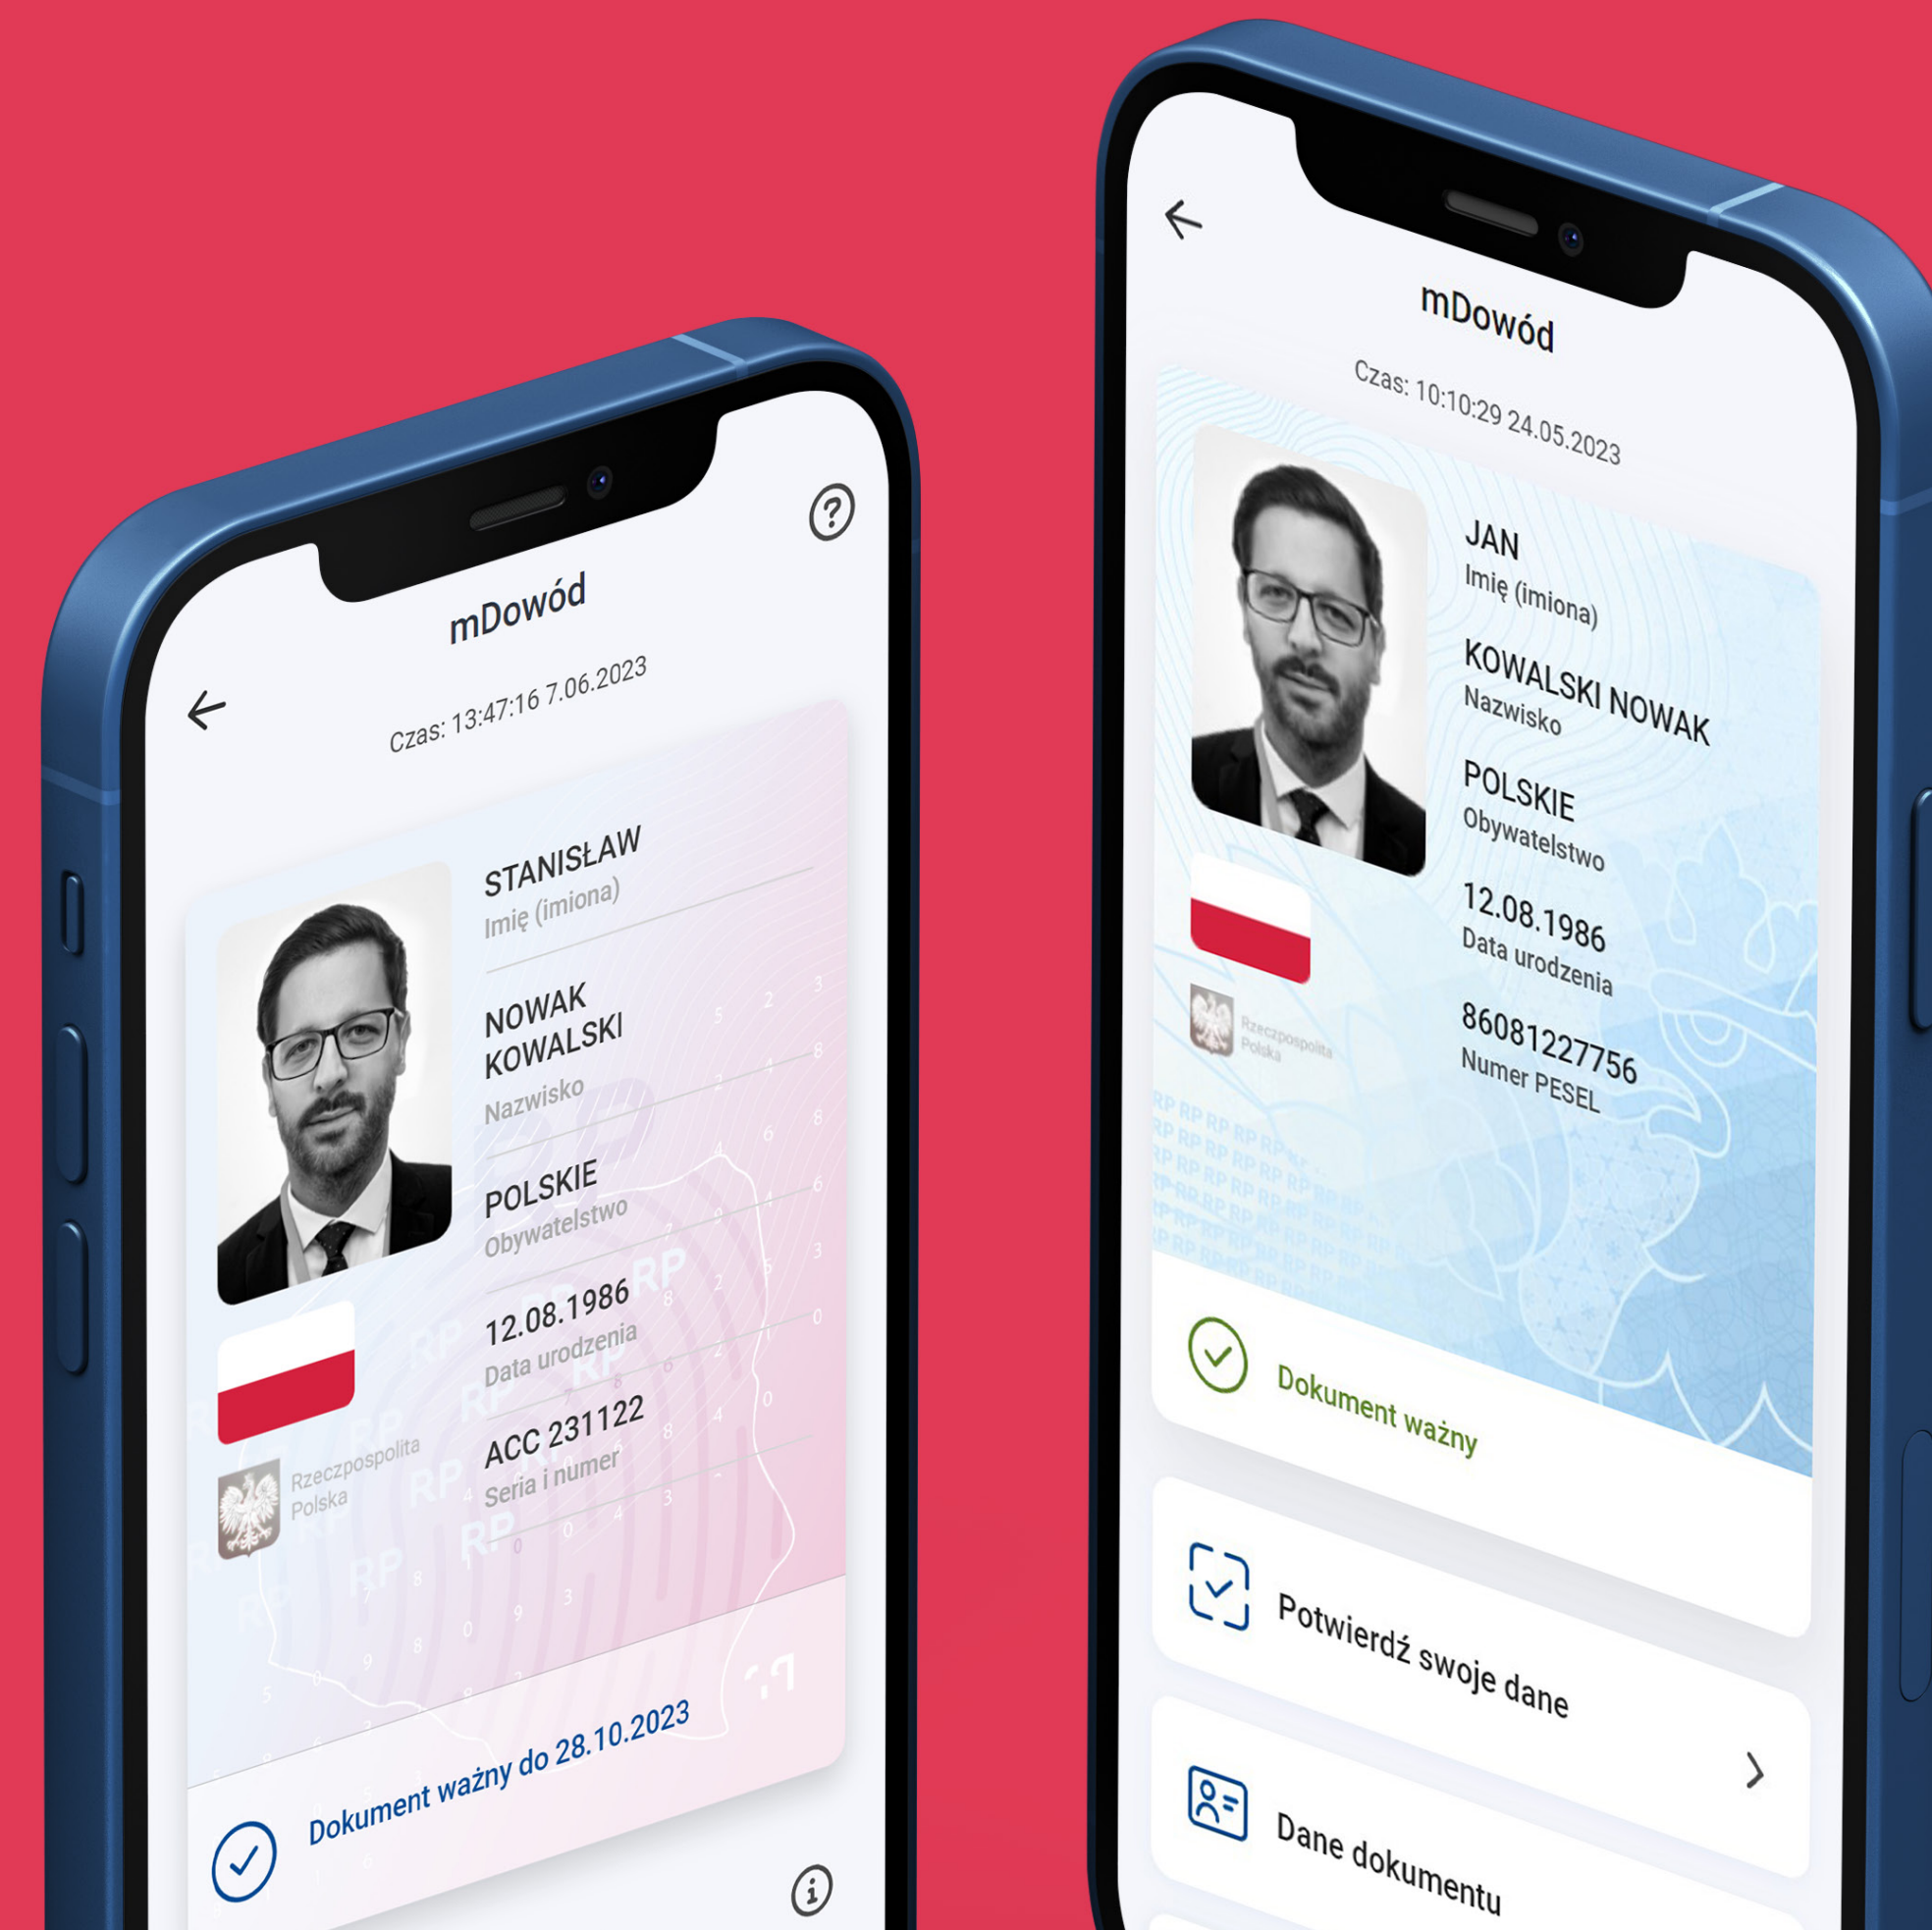 mDowód
Czas: 13:47:16 7.06.2023
STANISŁAW
Imię (imiona)
NOWAK
KOWALSKI
Nazwisko
POLSKIE
Obywatelstwo
12.08.1986
Data urodzenia
ACC 231122
Seria i numer
Rzeczpospolita
Polska
Dokument ważny do 28.10.2023
mDowód
Czas: 10:10:29 24.05.2023
JAN
Imię (imiona)
KOWALSKI NOWAK
Nazwisko
POLSKIE
Obywatelstwo
12.08.1986
Data urodzenia
86081227756
Numer PESEL
Rzeczpospolita
Polska
Dokument ważny
Potwierdź swoje dane
Dane dokumentu